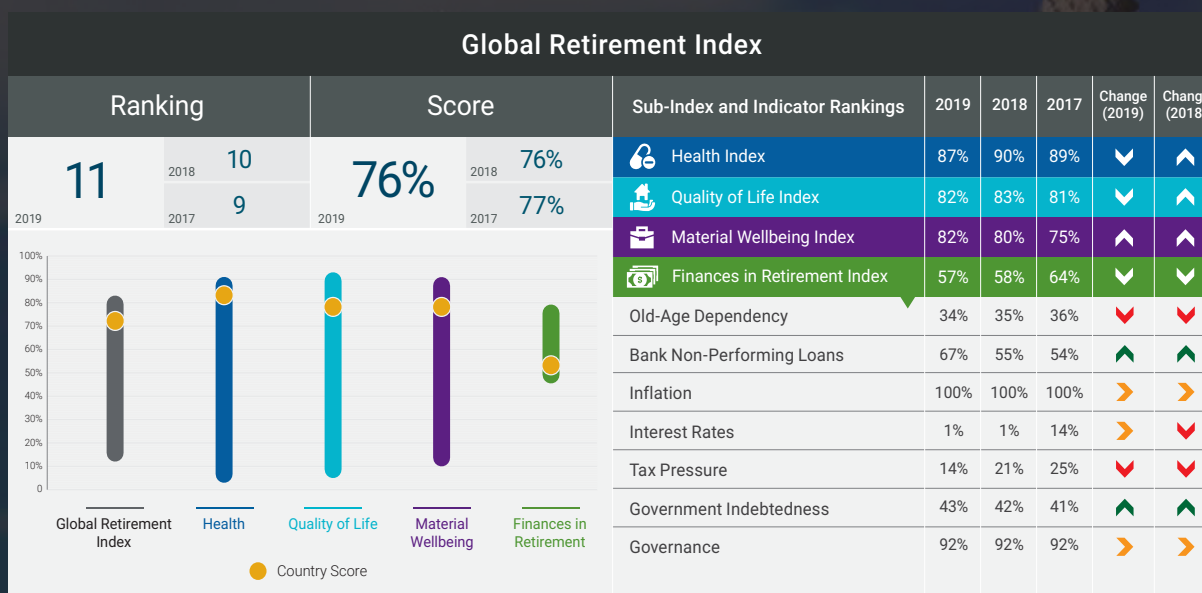 Global Retirement Index
Ranking
Score
11
2019
2018
10
2017
9
76%
2019
2018
76%
2017
77%
100%
90%
80%
70%
60%
50%
40%
30%
20%
10%
0
Global Retirement
Index
Health
Quality of Life
Material
Wellbeing
Finances in
Retirement
Country Score
Sub-Index and Indicator Rankings 2019 2018 2017 Change (2019) Chang (2018
Health Index 87% 90% 89%
Quality of Life Index 82% 83% 81%
Material Wellbeing Index 82% 80% 75%
Finances in Retirement Index 57% 58% 64%
Old-Age Dependency 34% 35% 36%
Bank Non-Performing Loans 67% 55% 54%
Inflation 100% 100% 100%
Interest Rates 1% 1% 14%
Tax Pressure 14% 21% 25%
Government Indebtedness 43% 42% 41%
Governance 92% 92% 92%